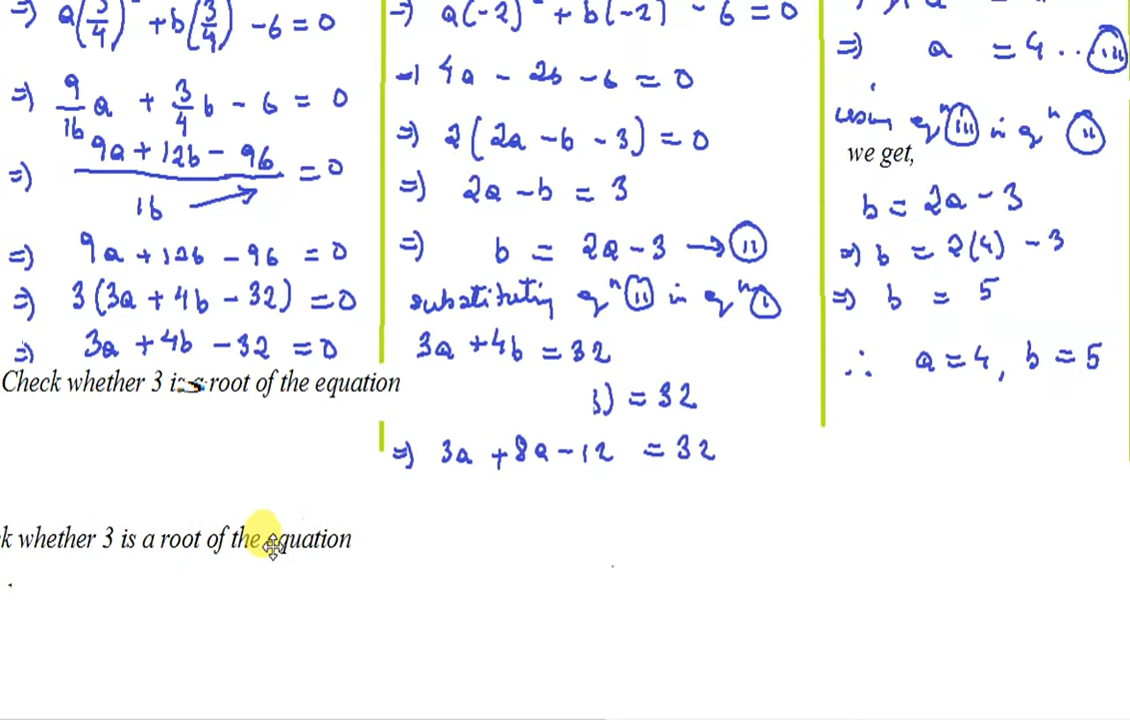 ⇒ a(3/4)² + b(3/4) - 6 = 0
⇒ 9/16 a + 3/4 b - 6 = 0
⇒ (9a + 12b - 96)/16 = 0
⇒ 9a + 12b - 96 = 0
⇒ 3(3a + 4b - 32) = 0
⇒ 3a + 4b - 32 = 0
Check whether 3 is root of the equation
k whether 3 is a root of the equation
⇒ a(-2)² + b(-2) - 6 = 0
⇒ 4a - 2b - 6 = 0
⇒ 2(2a - b - 3) = 0
⇒ 2a - b = 3
⇒ b = 2a - 3 → (ii)
substituting eqⁿ (ii) in eqⁿ (i)
3a + 4b = 32
3) = 32
⇒ 3a + 8a - 12 = 32
⇒ a = 4 .. (iii)
using eqⁿ (iii) in eqⁿ (ii)
we get,
b = 2a - 3
⇒ b = 2(4) - 3
⇒ b = 5
∴ a = 4, b = 5